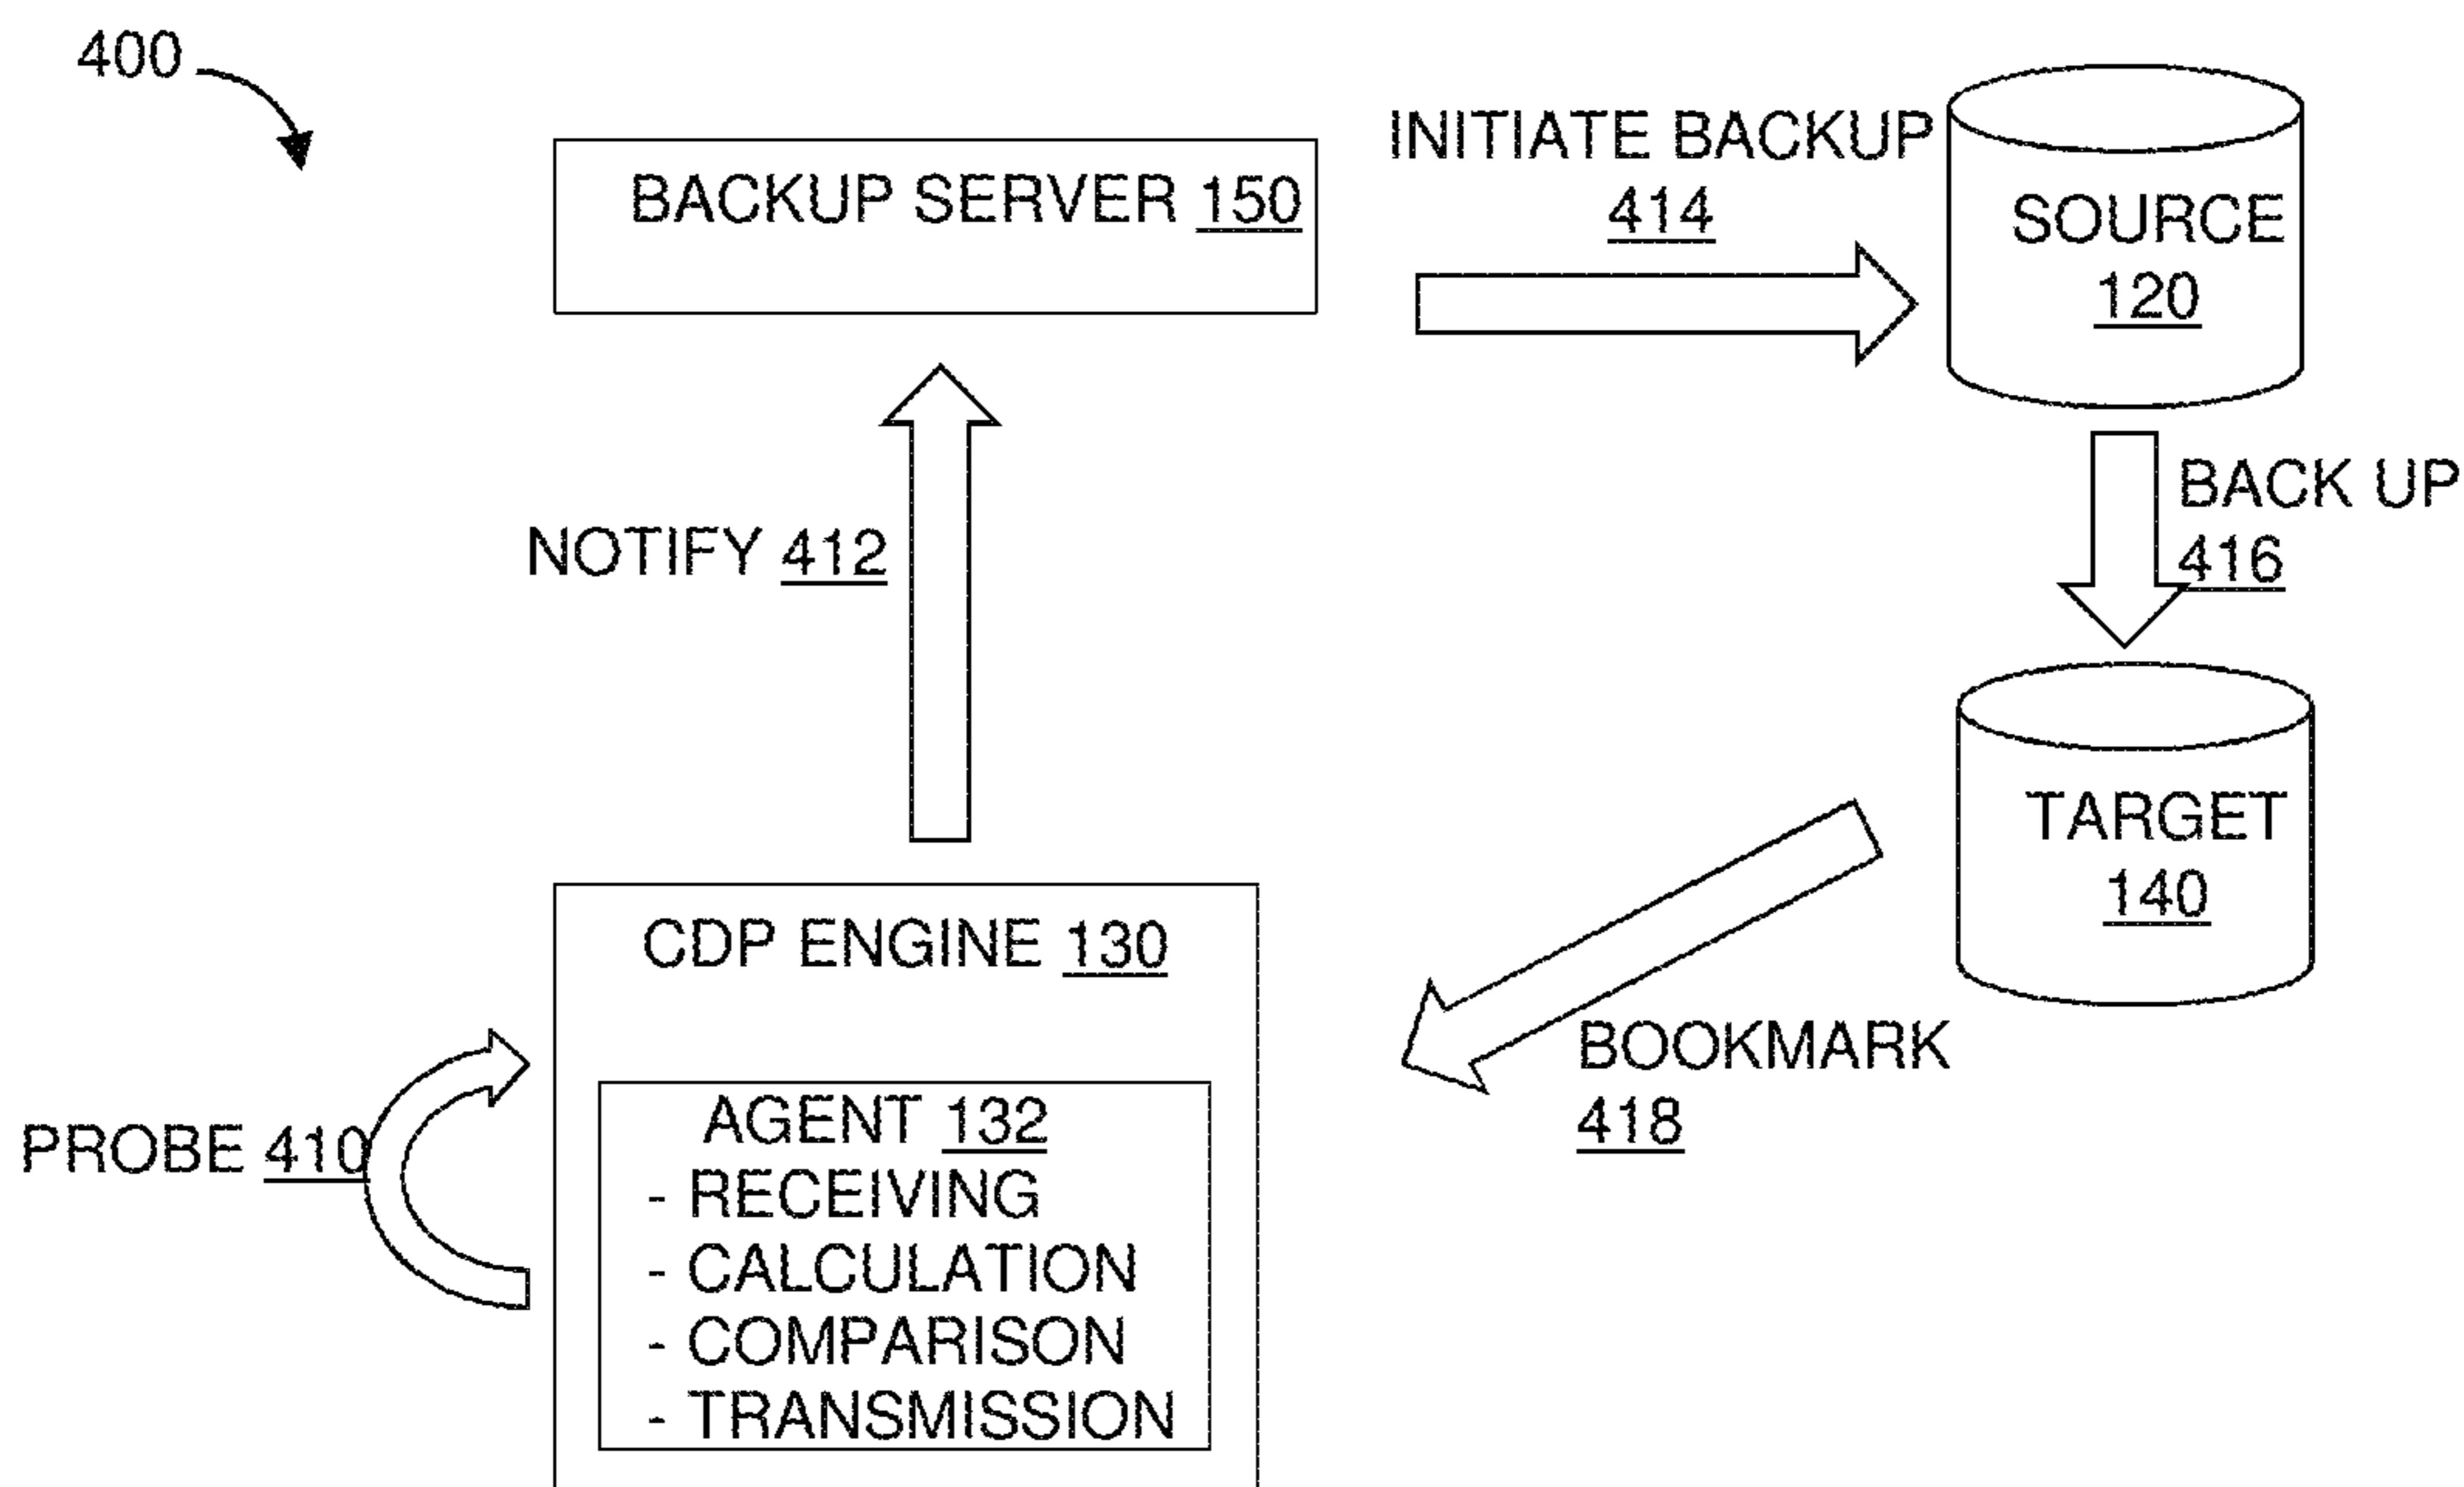 400
BACKUP SERVER 150
INITIATE BACKUP
414
SOURCE
120
NOTIFY 412
BACK UP
416
TARGET
140
CDP ENGINE 130
BOOKMARK
418
PROBE 410
AGENT 132
- RECEIVING
- CALCULATION
- COMPARISON
- TRANSMISSION